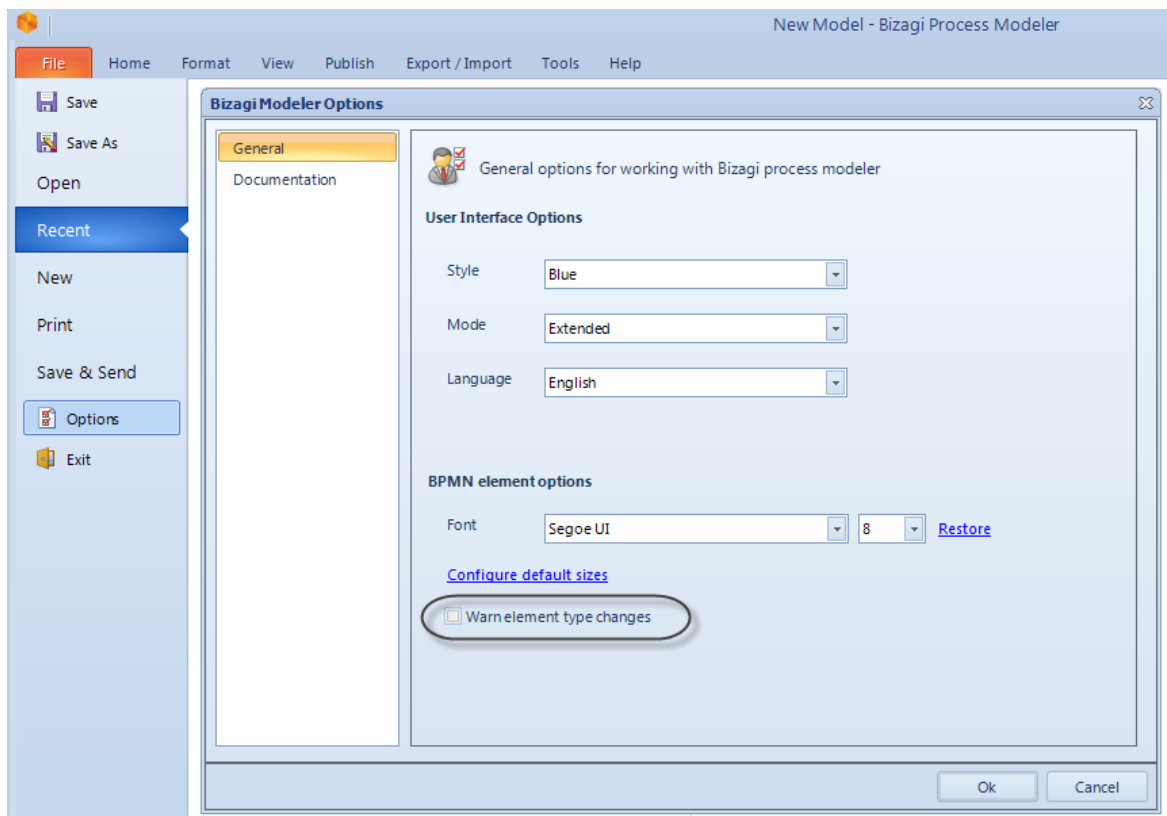 New Model - Bizagi Process Modeler
File Home Format View Publish Export / Import Tools Help
Save
Save As
Open
Recent
New
Print
Save & Send
Options
Exit
Bizagi Modeler Options
General
Documentation
General options for working with Bizagi process modeler
User Interface Options
Style Blue
Mode Extended
Language English
BPMN element options
Font Segoe UI 8 Restore
Configure default sizes
Warn element type changes
Ok Cancel